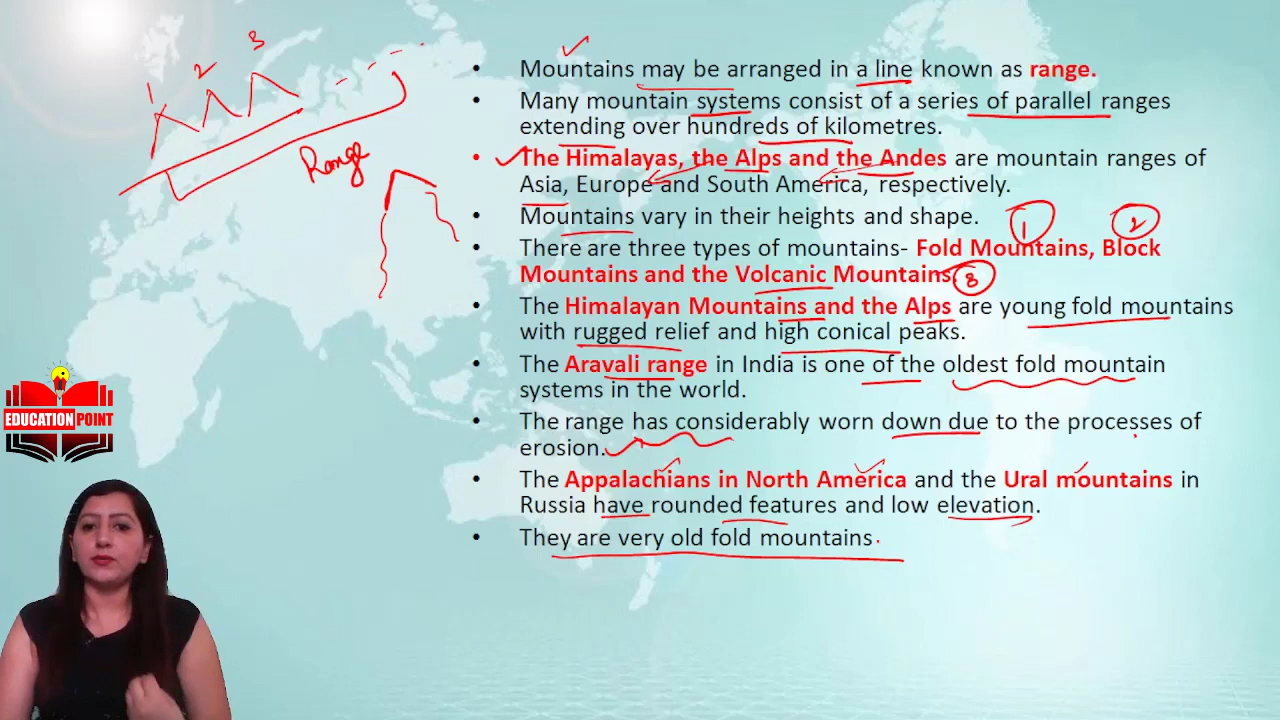 1
2
3
Range
• Mountains may be arranged in a line known as range.
• Many mountain systems consist of a series of parallel ranges
extending over hundreds of kilometres.
• The Himalayas, the Alps and the Andes are mountain ranges of
Asia, Europe and South America, respectively.
• Mountains vary in their heights and shape.
1 2
• There are three types of mountains- Fold Mountains, Block
Mountains and the Volcanic Mountains. 3
• The Himalayan Mountains and the Alps are young fold mountains
with rugged relief and high conical peaks.
• The Aravali range in India is one of the oldest fold mountain
systems in the world.
• The range has considerably worn down due to the processes of
erosion.
• The Appalachians in North America and the Ural mountains in
Russia have rounded features and low elevation.
• They are very old fold mountains.
EDUCATION POINT